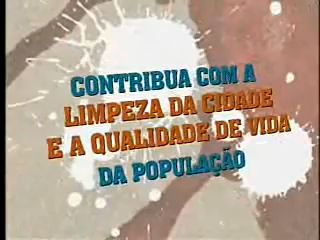 CONTRIBUA COM A
LIMPEZA DA CIDADE
E A QUALIDADE DE VIDA
DA POPULAÇÃO